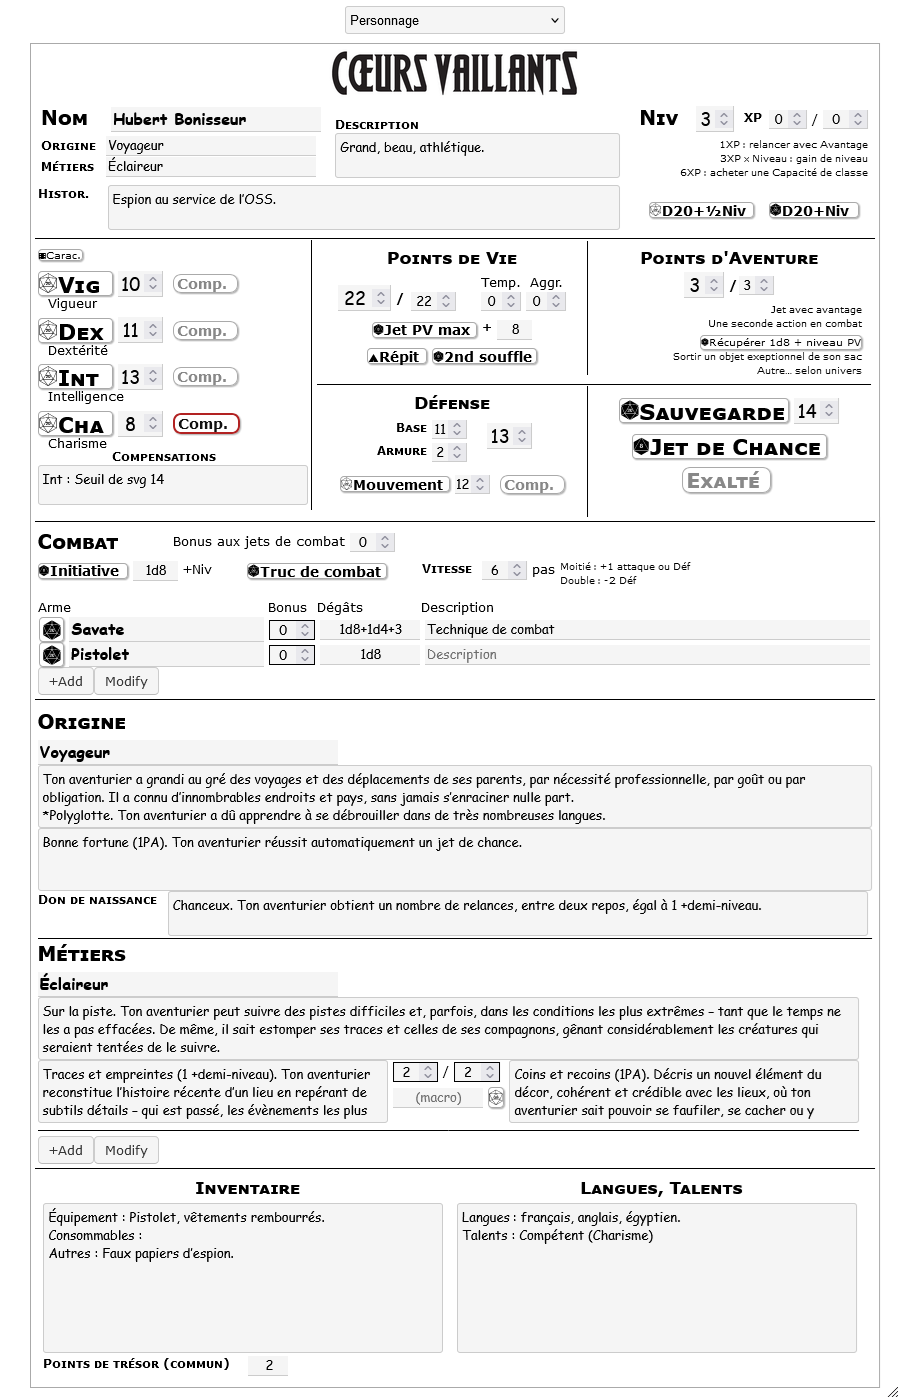 Personnage
CŒURS VAILLANTS
Nom Hubert Bonisseur
Origine Voyageur
Métiers Éclaireur
Description
Grand, beau, athlétique.
Niv 3 XP 0 / 0
1XP : relancer avec Avantage
3XP x Niveau : gain de niveau
6XP : acheter une Capacité de classe
Histor. Espion au service de l'OSS.
D20+½Niv D20+Niv
Carac.
Vig 10 Comp.
Vigueur
Dex 11 Comp.
Dextérité
Int 13 Comp.
Intelligence
Cha 8 Comp.
Charisme
Compensations
Int : Seuil de svg 14
Points de Vie
Temp. Aggr.
22 / 22 0 0
Jet PV max + 8
Répit 2nd souffle
Points d'Aventure
3 / 3
Jet avec avantage
Une seconde action en combat
Récupérer 1d8 + niveau PV
Sortir un objet exeptionnel de son sac
Autre... selon univers
Défense
Base 11 13
Armure 2
Mouvement 12 Comp.
Sauvegarde 14
Jet de Chance
Exalté
Combat Bonus aux jets de combat 0
Initiative 1d8 +Niv Truc de combat Vitesse 6 pas
Moitié : +1 attaque ou Déf
Double : -2 Déf
Arme Bonus Dégâts Description
Savate 0 1d8+1d4+3 Technique de combat
Pistolet 0 1d8 Description
+Add Modify
Origine
Voyageur
Ton aventurier a grandi au gré des voyages et des déplacements de ses parents, par nécessité professionnelle, par goût ou par
obligation. Il a connu d'innombrables endroits et pays, sans jamais s'enraciner nulle part.
*Polyglotte. Ton aventurier a dû apprendre à se débrouiller dans de très nombreuses langues.
Bonne fortune (1PA). Ton aventurier réussit automatiquement un jet de chance.
Don de naissance Chanceux. Ton aventurier obtient un nombre de relances, entre deux repos, égal à 1 +demi-niveau.
Métiers
Éclaireur
Sur la piste. Ton aventurier peut suivre des pistes difficiles et, parfois, dans les conditions les plus extrêmes – tant que le temps ne
les a pas effacées. De même, il sait estomper ses traces et celles de ses compagnons, gênant considérablement les créatures qui
seraient tentées de le suivre.
Traces et empreintes (1 +demi-niveau). Ton aventurier
reconstitue l'histoire récente d'un lieu en repérant de
subtils détails – qui est passé, les évènements les plus
2 / 2
(macro)
Coins et recoins (1PA). Décris un nouvel élément du
décor, cohérent et crédible avec les lieux, où ton
aventurier sait pouvoir se faufiler, se cacher ou y
+Add Modify
Inventaire
Équipement : Pistolet, vêtements rembourrés.
Consommables :
Autres : Faux papiers d'espion.
Langues, Talents
Langues : français, anglais, égyptien.
Talents : Compétent (Charisme)
Points de trésor (commun) 2